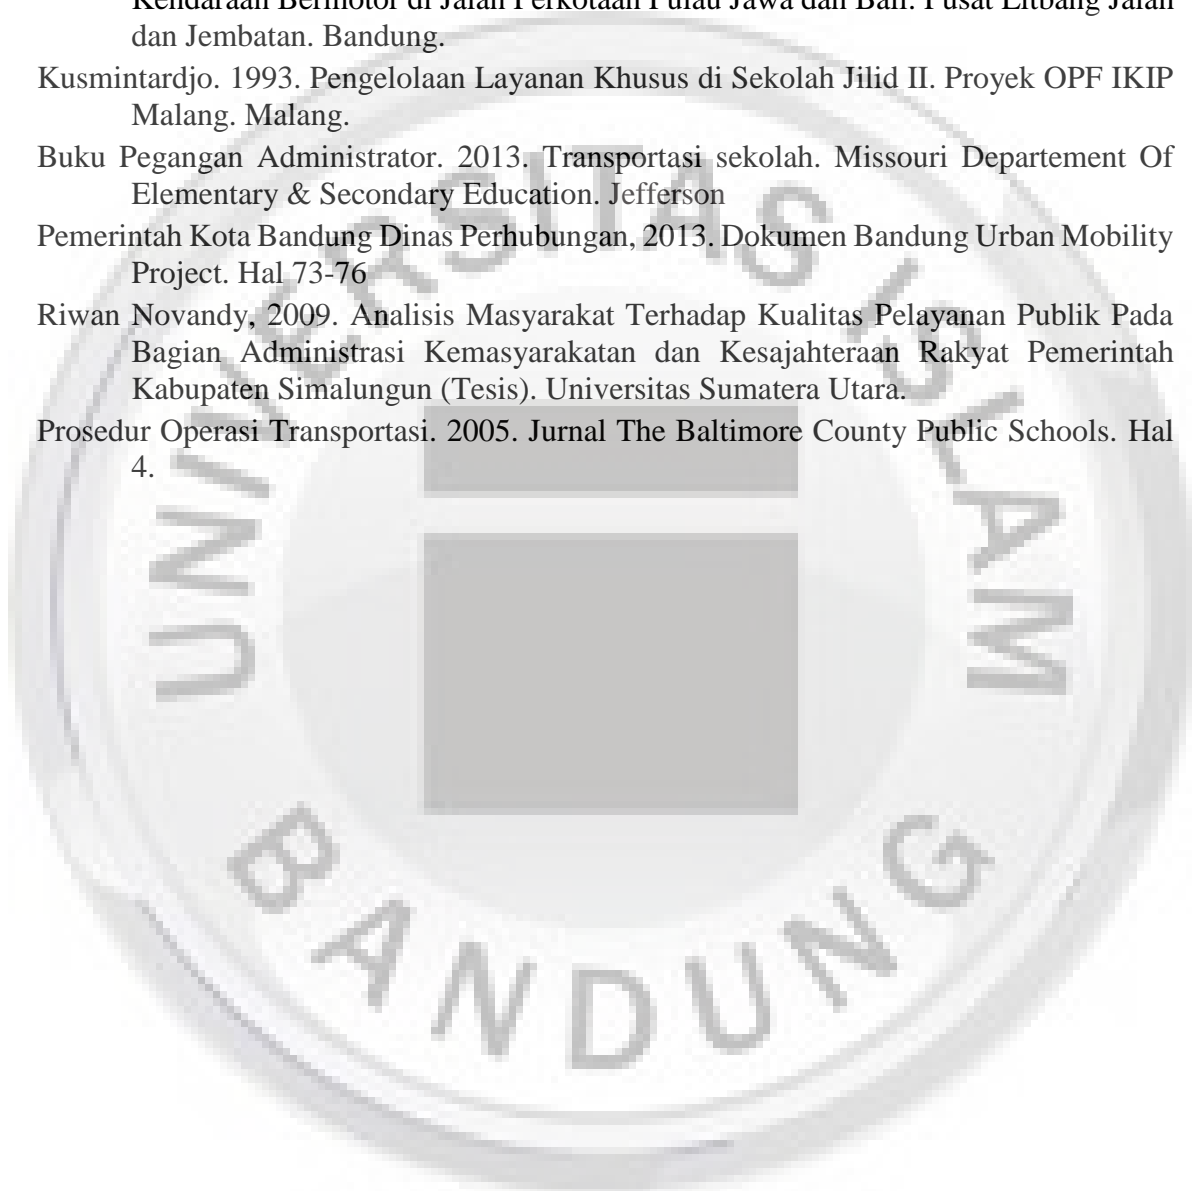 Kendaraan Bermotor di Jalan Perkotaan Pulau Jawa dan Bali. Pusat Litbang Jalan
dan Jembatan. Bandung.
Kusmintardjo. 1993. Pengelolaan Layanan Khusus di Sekolah Jilid II. Proyek OPF IKIP
Malang. Malang.
Buku Pegangan Administrator. 2013. Transportasi sekolah. Missouri Departement Of
Elementary & Secondary Education. Jefferson
Pemerintah Kota Bandung Dinas Perhubungan, 2013. Dokumen Bandung Urban Mobility
Project. Hal 73-76
Riwan Novandy, 2009. Analisis Masyarakat Terhadap Kualitas Pelayanan Publik Pada
Bagian Administrasi Kemasyarakatan dan Kesajahteraan Rakyat Pemerintah
Kabupaten Simalungun (Tesis). Universitas Sumatera Utara.
Prosedur Operasi Transportasi. 2005. Jurnal The Baltimore County Public Schools. Hal
4.
UNIVERSITAS ISLAM
BANDUNG